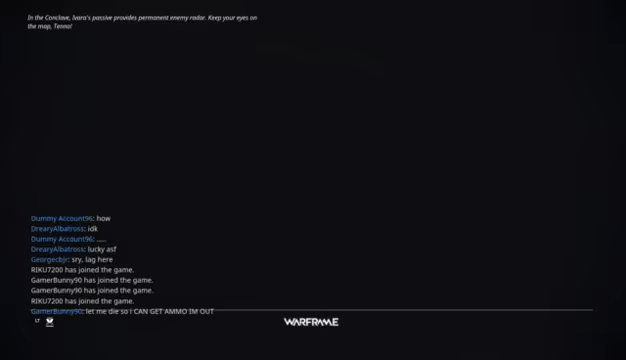 In the Conclave, Ivara's passive provides permanent enemy radar. Keep your eyes on
the map, Tenno!
Dummy Account96: how
DrearyAlbatross: idk
Dummy Account96: .....
DrearyAlbatross: lucky asf
Georgecbjr: sry, lag here
RIKU7200 has joined the game.
GamerBunny90 has joined the game.
GamerBunny90 has joined the game.
RIKU7200 has joined the game.
GamerBunny90: let me die so i CAN GET AMMO IM OUT
LT
WARFRAME